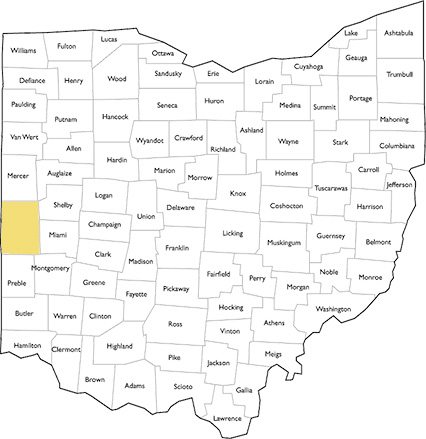 Williams
Fulton
Lucas
Ottawa
Lake
Ashtabula
Geauga
Cuyahoga
Defiance
Henry
Wood
Sandusky
Erie
Lorain
Trumbull
Paulding
Putnam
Hancock
Seneca
Huron
Medina
Summit
Portage
Mahoning
Van Wert
Allen
Wyandot
Crawford
Richland
Ashland
Wayne
Stark
Columbiana
Mercer
Auglaize
Hardin
Marion
Morrow
Knox
Holmes
Tuscarawas
Carroll
Jefferson
Shelby
Logan
Union
Delaware
Coshocton
Harrison
Miami
Champaign
Clark
Madison
Franklin
Licking
Muskingum
Guernsey
Belmont
Preble
Montgomery
Greene
Fayette
Pickaway
Fairfield
Perry
Morgan
Noble
Monroe
Butler
Warren
Clinton
Ross
Hocking
Vinton
Athens
Washington
Hamilton
Clermont
Highland
Pike
Jackson
Meigs
Brown
Adams
Scioto
Gallia
Lawrence